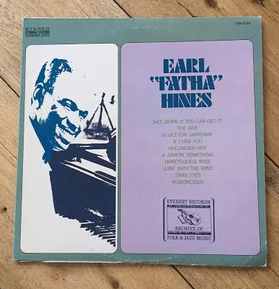 STEREO
EARL
"FATHA"
HINES
NICE WORK IF YOU CAN GET IT
THE WEB
BLUES FOR GARROWAY
IF I HAD YOU
HOLLYWOOD HOP
A JUMPIN' SOMETHING
HONEYSUCKLE ROSE
GONE WITH THE WIND
DARK EYES
HUMORESQUE
EVEREST RECORDS
ARCHIVE OF
FOLK & JAZZ MUSIC